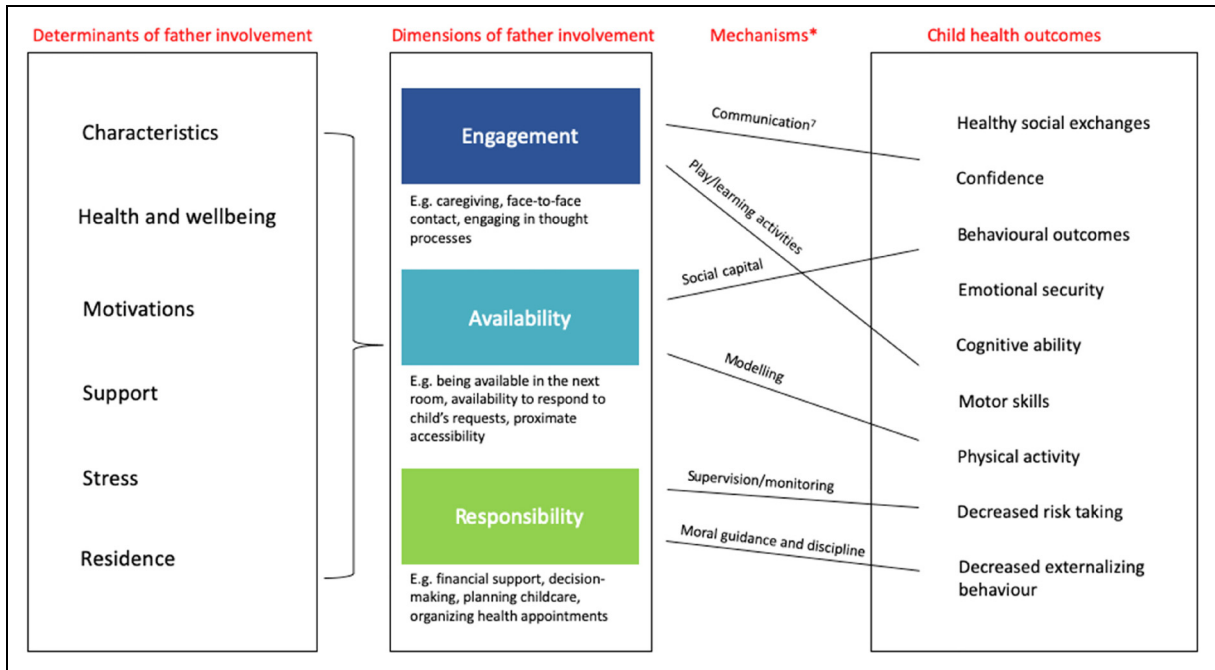 Determinants of father involvement
Dimensions of father involvement
Mechanisms*
Child health outcomes
Characteristics
Health and wellbeing
Motivations
Support
Stress
Residence
Engagement
E.g. caregiving, face-to-face
contact, engaging in thought
processes
Availability
E.g. being available in the next
room, availability to respond to
child's requests, proximate
accessibility
Responsibility
E.g. financial support, decision-
making, planning childcare,
organizing health appointments
Communication⁷
Play/learning activities
Social capital
Modelling
Supervision/monitoring
Moral guidance and discipline
Healthy social exchanges
Confidence
Behavioural outcomes
Emotional security
Cognitive ability
Motor skills
Physical activity
Decreased risk taking
Decreased externalizing
behaviour